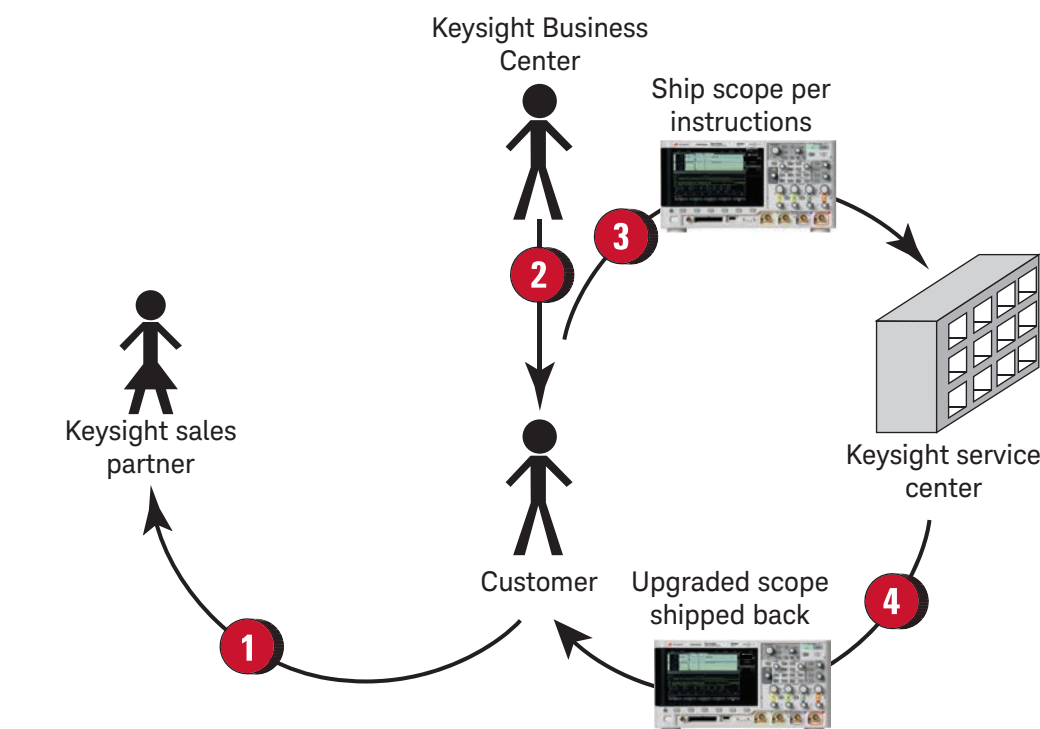 Keysight Business
Center
Ship scope per
instructions
3
2
Keysight sales
partner
Keysight service
center
Customer
Upgraded scope
shipped back
4
1